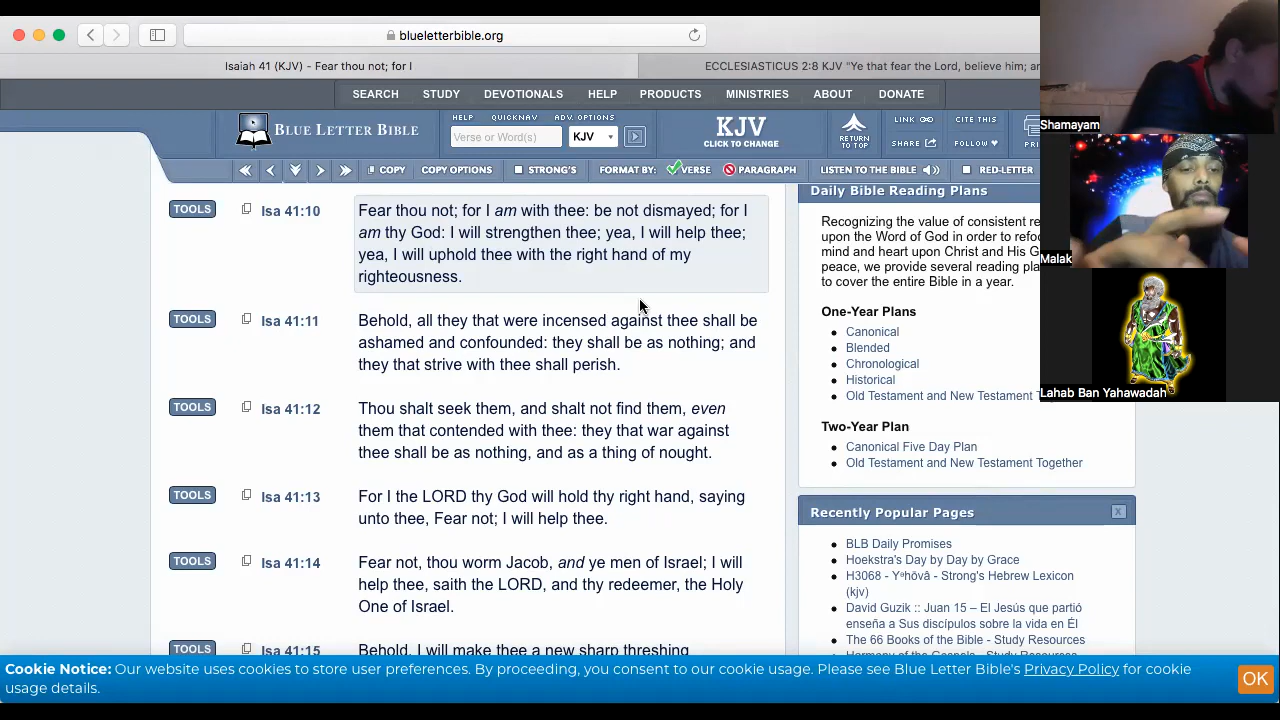 blueletterbible.org
Isaiah 41 (KJV) - Fear thou not; for I
ECCLESIASTICUS 2:8 KJV "Ye that fear the Lord, believe him; an
SEARCH STUDY DEVOTIONALS HELP PRODUCTS MINISTRIES ABOUT DONATE
BLUE LETTER BIBLE
HELP QUICKNAV ADV. OPTIONS
Verse or Word(s) KJV
KJV
CLICK TO CHANGE
RETURN
TO TOP
LINK CITE THIS
SHARE FOLLOW
COPY COPY OPTIONS STRONG'S FORMAT BY: VERSE PARAGRAPH LISTEN TO THE BIBLE RED-LETTER
TOOLS Isa 41:10 Fear thou not; for I am with thee: be not dismayed; for I
am thy God: I will strengthen thee; yea, I will help thee;
yea, I will uphold thee with the right hand of my
righteousness.
TOOLS Isa 41:11 Behold, all they that were incensed against thee shall be
ashamed and confounded: they shall be as nothing; and
they that strive with thee shall perish.
TOOLS Isa 41:12 Thou shalt seek them, and shalt not find them, even
them that contended with thee: they that war against
thee shall be as nothing, and as a thing of nought.
TOOLS Isa 41:13 For I the LORD thy God will hold thy right hand, saying
unto thee, Fear not; I will help thee.
TOOLS Isa 41:14 Fear not, thou worm Jacob, and ye men of Israel; I will
help thee, saith the LORD, and thy redeemer, the Holy
One of Israel.
TOOLS Isa 41:15 Behold, I will make thee a new sharp threshing
Daily Bible Reading Plans
Recognizing the value of consistent re
upon the Word of God in order to refoc
mind and heart upon Christ and His G
peace, we provide several reading pla
to cover the entire Bible in a year.
One-Year Plans
Canonical
Blended
Chronological
Historical
Old Testament and New Testament T
Two-Year Plan
Canonical Five Day Plan
Old Testament and New Testament Together
Recently Popular Pages
BLB Daily Promises
Hoekstra's Day by Day by Grace
H3068 - Yᵊhōvâ - Strong's Hebrew Lexicon
(kjv)
David Guzik :: Juan 15 – El Jesús que partió
enseña a Sus discípulos sobre la vida en Él
The 66 Books of the Bible - Study Resources
Shamayam
Malak
Lahab Ban Yahawadah
Cookie Notice: Our website uses cookies to store user preferences. By proceeding, you consent to our cookie usage. Please see Blue Letter Bible's Privacy Policy for cookie
usage details.
OK